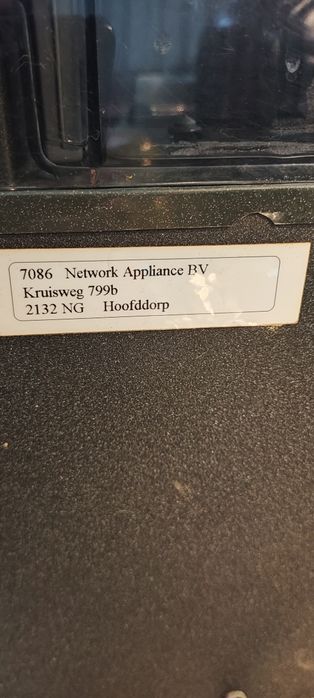 7086 Network Appliance BV
Kruisweg 799b
2132 NG Hoofddorp